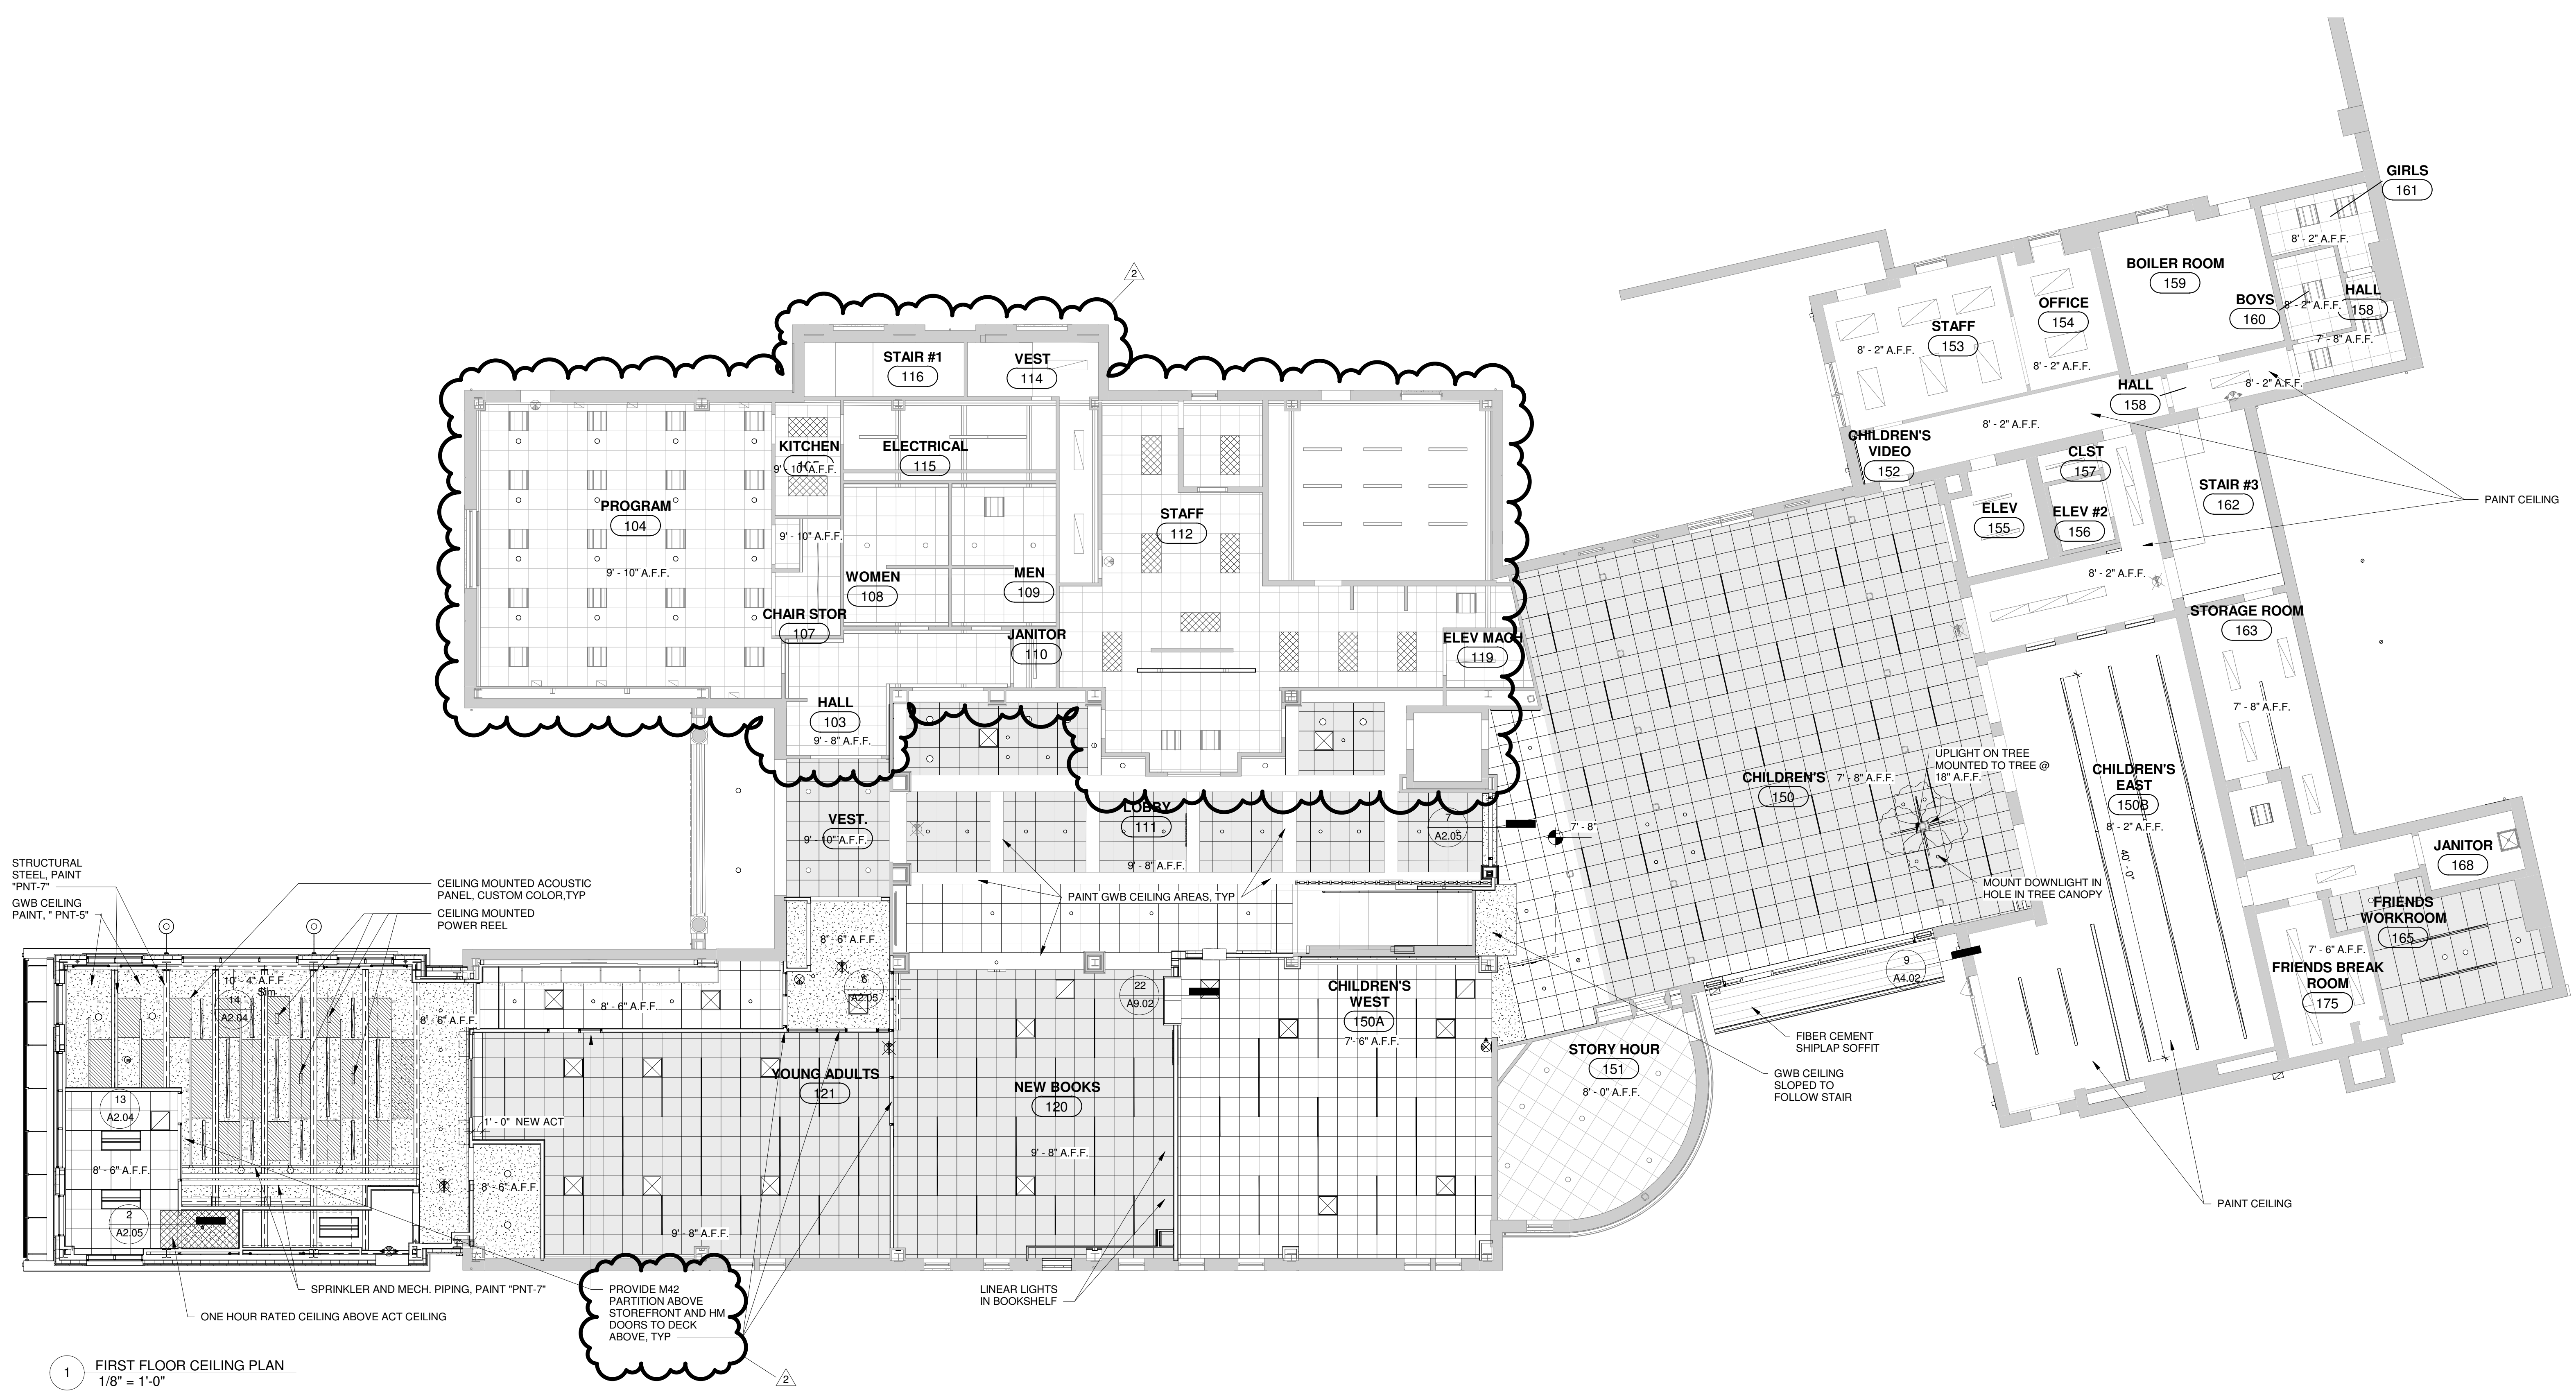 GIRLS
161
8' - 2" A.F.F.
BOILER ROOM
159
BOYS
160
8' - 2" A.F.F.
HALL
158
7' - 8" A.F.F.
OFFICE
154
8' - 2" A.F.F.
STAFF
153
8' - 2" A.F.F.
HALL
158
8' - 2" A.F.F.
8' - 2" A.F.F.
2
STAIR #1
116
VEST
114
KITCHEN
9' - 10" A.F.F.
ELECTRICAL
115
PROGRAM
104
9' - 10" A.F.F.
9' - 10" A.F.F.
WOMEN
108
MEN
109
STAFF
112
CHAIR STOR
107
JANITOR
110
ELEV MACH
119
HALL
103
9' - 8" A.F.F.
CHILDREN'S
VIDEO
152
CLST
157
ELEV
155
ELEV #2
156
STAIR #3
162
PAINT CEILING
8' - 2" A.F.F.
STORAGE ROOM
163
7' - 8" A.F.F.
UPLIGHT ON TREE
MOUNTED TO TREE @
18" A.F.F.
CHILDREN'S
150
7' - 8" A.F.F.
CHILDREN'S
EAST
150B
8' - 2" A.F.F.
40' - 0"
MOUNT DOWNLIGHT IN
HOLE IN TREE CANOPY
JANITOR
168
FRIENDS
WORKROOM
165
7' - 6" A.F.F.
FRIENDS BREAK
ROOM
175
VEST.
9' - 10" A.F.F.
LOBBY
111
9' - 8" A.F.F.
7
A2.05
7' - 8"
PAINT GWB CEILING AREAS, TYP
STRUCTURAL
STEEL, PAINT
"PNT-7"
GWB CEILING
PAINT, " PNT-5"
CEILING MOUNTED ACOUSTIC
PANEL, CUSTOM COLOR,TYP
CEILING MOUNTED
POWER REEL
8' - 6" A.F.F.
10' - 4" A.F.F.
Sim
14
A2.04
8' - 6" A.F.F.
8' - 6" A.F.F.
6
A2.05
22
A9.02
CHILDREN'S
WEST
150A
7'- 6" A.F.F.
9
A4.02
FIBER CEMENT
SHIPLAP SOFFIT
GWB CEILING
SLOPED TO
FOLLOW STAIR
STORY HOUR
151
8' - 0" A.F.F.
YOUNG ADULTS
121
NEW BOOKS
120
9' - 8" A.F.F.
13
A2.04
1' - 0" NEW ACT
8' - 6" A.F.F.
8' - 6" A.F.F.
2
A2.05
9' - 8" A.F.F.
PAINT CEILING
SPRINKLER AND MECH. PIPING, PAINT "PNT-7"
ONE HOUR RATED CEILING ABOVE ACT CEILING
PROVIDE M42
PARTITION ABOVE
STOREFRONT AND HM
DOORS TO DECK
ABOVE, TYP
2
LINEAR LIGHTS
IN BOOKSHELF
1
FIRST FLOOR CEILING PLAN
1/8" = 1'-0"